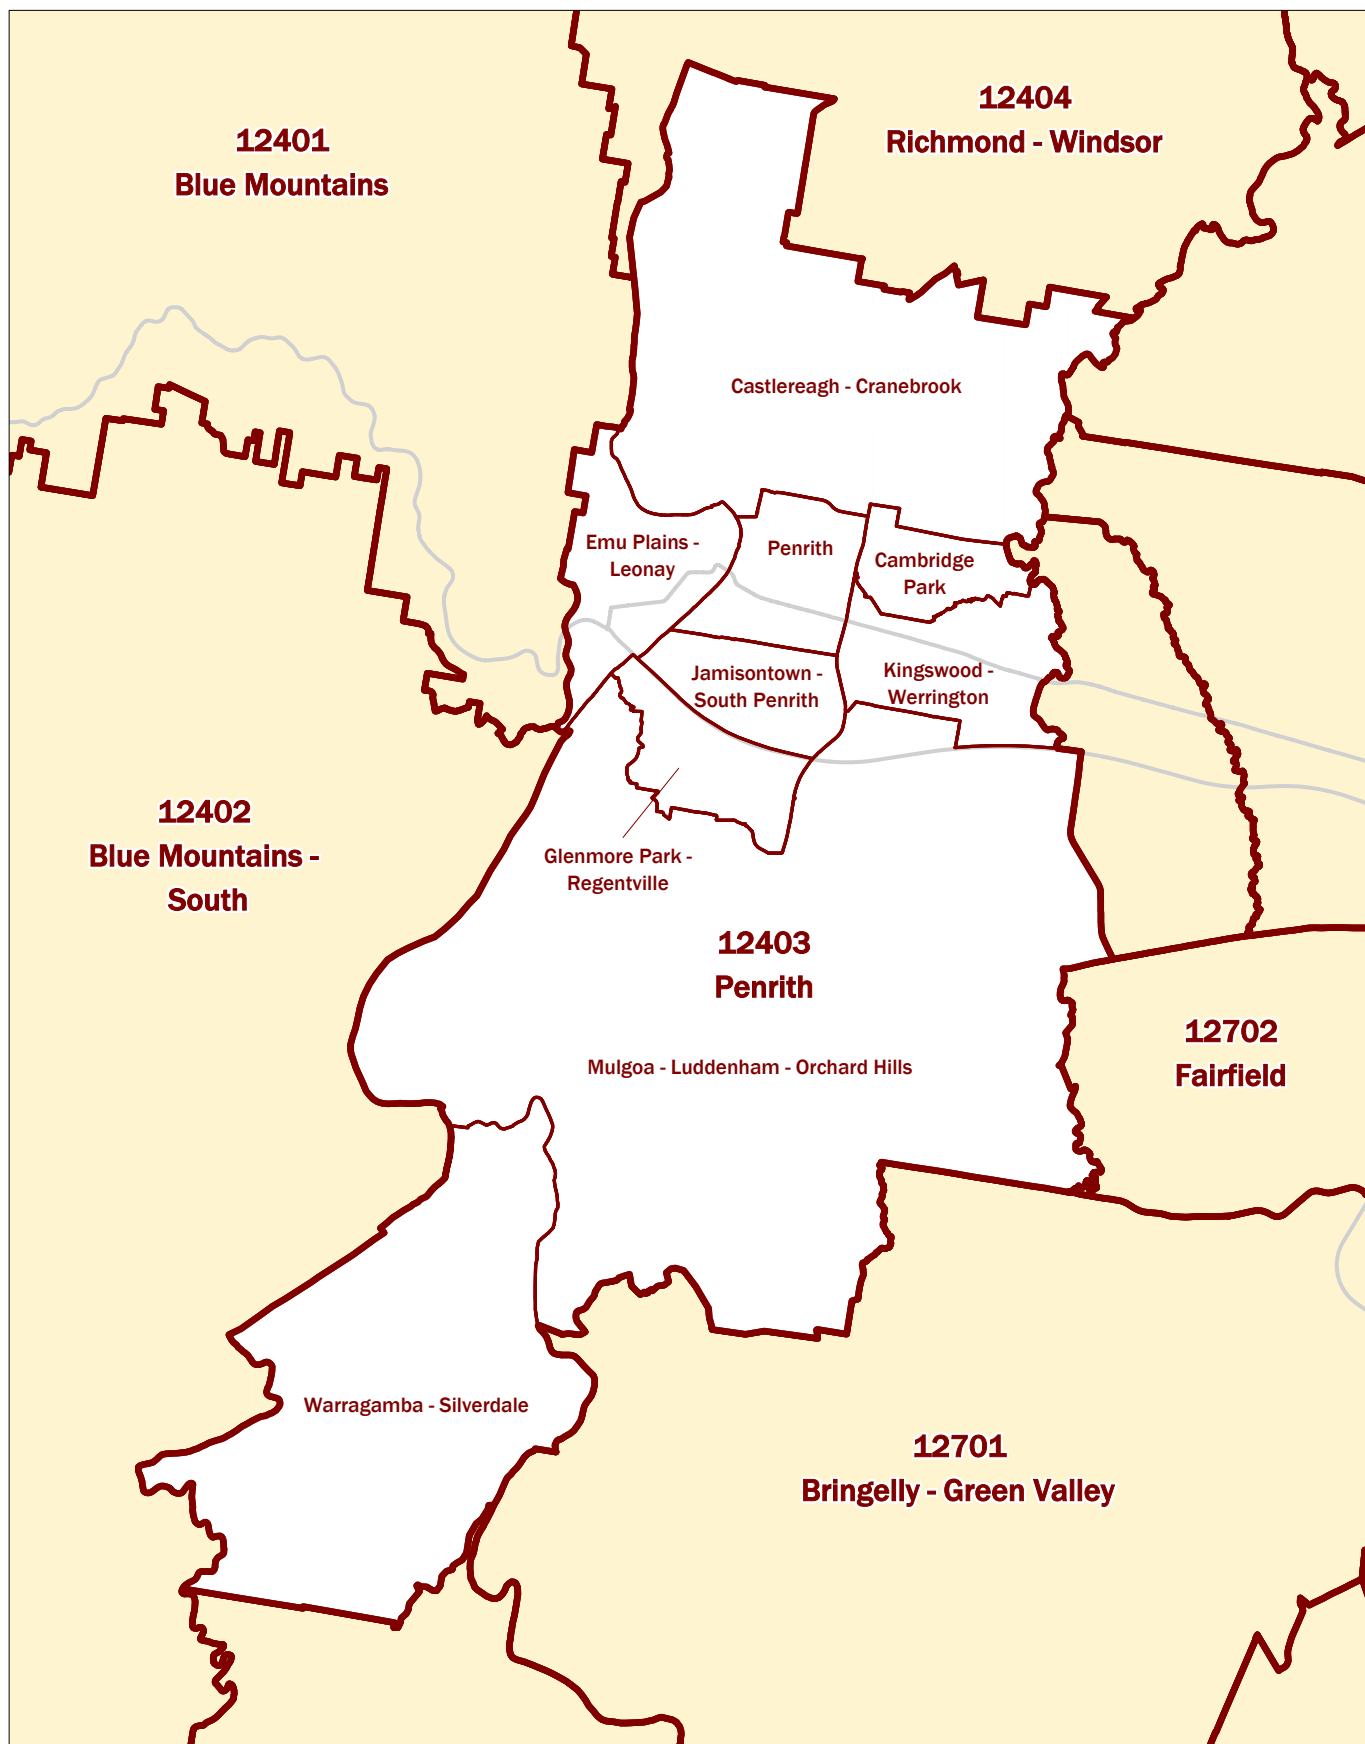 12404
Richmond - Windsor
12401
Blue Mountains
Castlereagh - Cranebrook
Emu Plains -
Leonay
Penrith
Cambridge
Park
Jamisontown -
South Penrith
Kingswood -
Werrington
12402
Blue Mountains -
South
Glenmore Park -
Regentville
12403
Penrith
Mulgoa - Luddenham - Orchard Hills
12702
Fairfield
Warragamba - Silverdale
12701
Bringelly - Green Valley